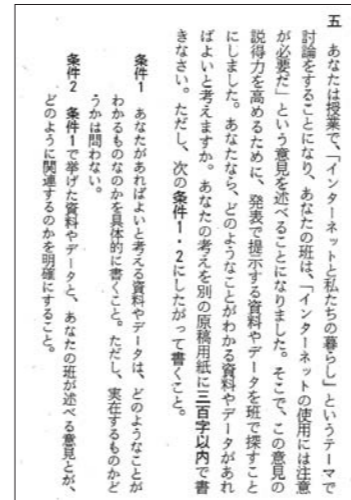 五　あなたは授業で、「インターネットと私たちの暮らし」というテーマで
討論をすることになり、あなたの班は、「インターネットの使用には注意
が必要だ」という意見を述べることになりました。そこで、この意見の
説得力を高めるために、発表で提示する資料やデータを班で探すこと
にしました。あなたなら、どのようなことがわかる資料やデータがあれ
ばよいと考えますか。あなたの考えを別の原稿用紙に三百字以内で書
きなさい。ただし、次の条件1・2にしたがって書くこと。
条件1　あなたがあればよいと考える資料やデータは、どのようなことが
わかるものなのかを具体的に書くこと。ただし、実在するものかど
うかは問わない。
条件2　条件1で挙げた資料やデータと、あなたの班が述べる意見とが、
どのように関連するのかを明確にすること。